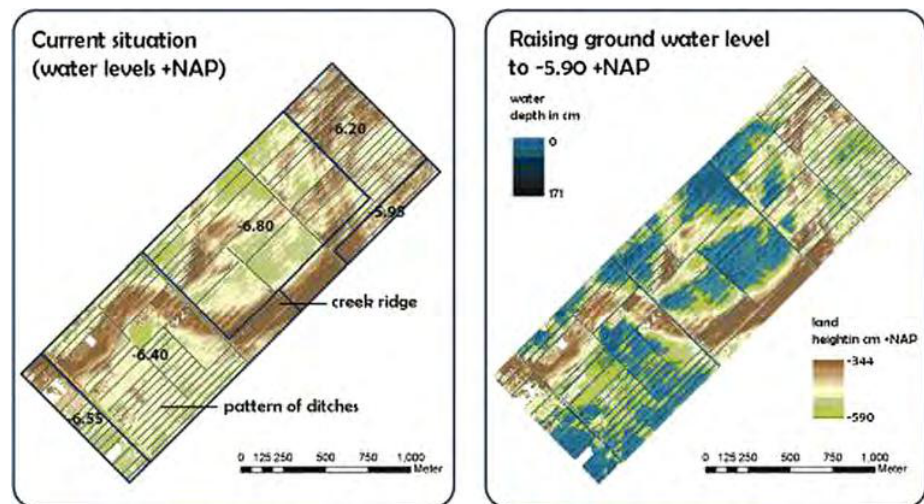 Current situation
(water levels +NAP)
-6.20
-5.95
-6.80
creek ridge
-6.40
pattern of ditches
-6.55
0 125 250 500 750 1,000
Meter
Raising ground water level
to -5.90 +NAP
water
depth in cm
0
171
land
heightin cm +NAP
-344
-590
0 125 250 500 750 1,000
Meter